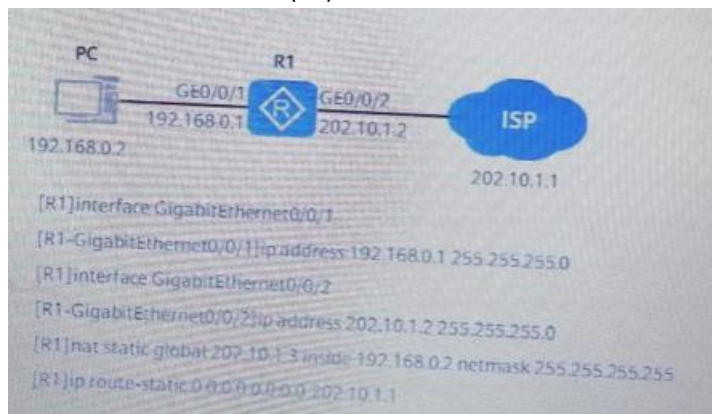 PC
R1
GE0/0/1
GE0/0/2
R
192.168.0.1
202.10.1.2
ISP
192.168.0.2
202.10.1.1
[R1]interface GigabitEthernet0/0/1
[R1-GigabitEthernet0/0/1]ip address 192.168.0.1 255.255.255.0
[R1]interface GigabitEthernet0/0/2
[R1-GigabitEthernet0/0/2]ip address 202.10.1.2 255.255.255.0
[R1]nat static global 202.10.1.3 inside 192.168.0.2 netmask 255.255.255.255
[R1]ip route-static 0.0.0.0 0.0.0.0 202.10.1.1